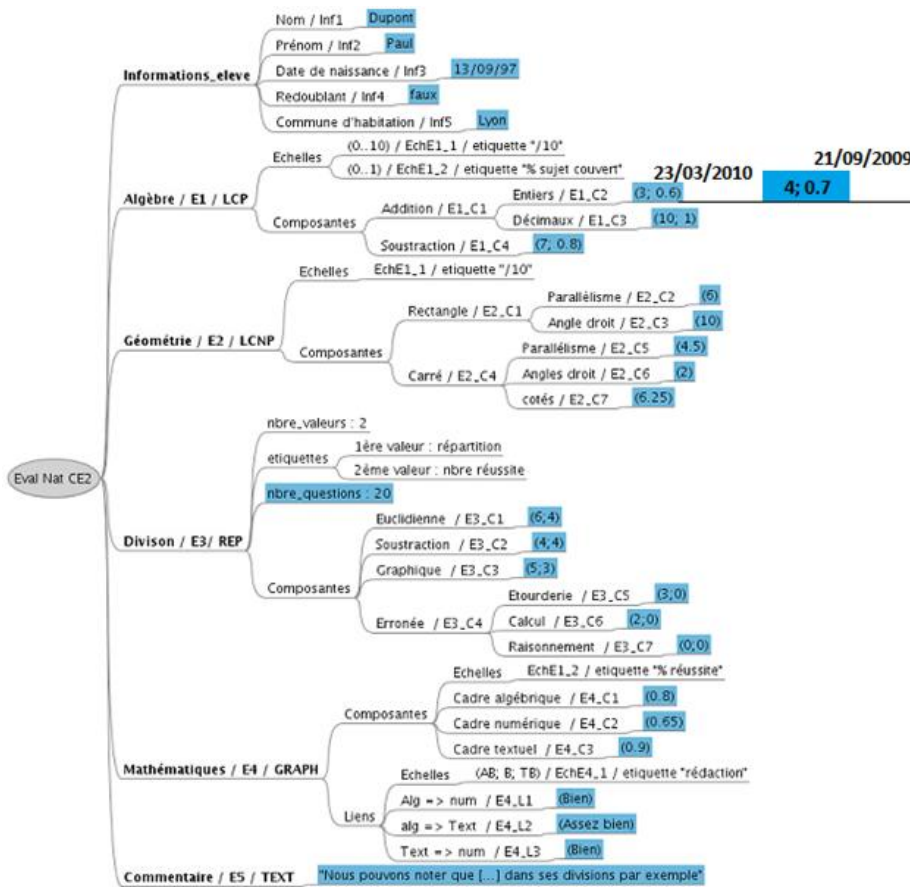 Eval Nat CE2
Informations_eleve
Nom / Inf1 Dupont
Prénom / Inf2 Paul
Date de naissance / Inf3 13/09/97
Redoublant / Inf4 faux
Commune d'habitation / Inf5 Lyon
Algèbre / E1 / LCP
Echelles
(0..10) / EchE1_1 / etiquette "/10"
(0..1) / EchE1_2 / etiquette "% sujet couvert"
Composantes
Addition / E1_C1
Entiers / E1_C2 (3; 0.6)
Décimaux / E1_C3 (10; 1)
Soustraction / E1_C4 (7; 0.8)
23/03/2010
21/09/2009
4; 0.7
Géométrie / E2 / LCNP
Echelles EchE1_1 / etiquette "/10"
Composantes
Rectangle / E2_C1
Parallélisme / E2_C2 (6)
Angle droit / E2_C3 (10)
Carré / E2_C4
Parallélisme / E2_C5 (4.5)
Angles droit / E2_C6 (2)
cotés / E2_C7 (6.25)
Divison / E3/ REP
nbre_valeurs : 2
etiquettes
1ère valeur : répartition
2ème valeur : nbre réussite
nbre_questions : 20
Composantes
Euclidienne / E3_C1 (6;4)
Soustraction / E3_C2 (4;4)
Graphique / E3_C3 (5;3)
Erronée / E3_C4
Etourderie / E3_C5 (3;0)
Calcul / E3_C6 (2;0)
Raisonnement / E3_C7 (0;0)
Mathématiques / E4 / GRAPH
Composantes
Echelles EchE1_2 / etiquette "% réussite"
Cadre algébrique / E4_C1 (0.8)
Cadre numérique / E4_C2 (0.65)
Cadre textuel / E4_C3 (0.9)
Liens
Echelles (AB; B; TB) / EchE4_1 / etiquette "rédaction"
Alg => num / E4_L1 (Bien)
alg => Text / E4_L2 (Assez bien)
Text => num / E4_L3 (Bien)
Commentaire / E5 / TEXT "Nous pouvons noter que [...] dans ses divisions par exemple"